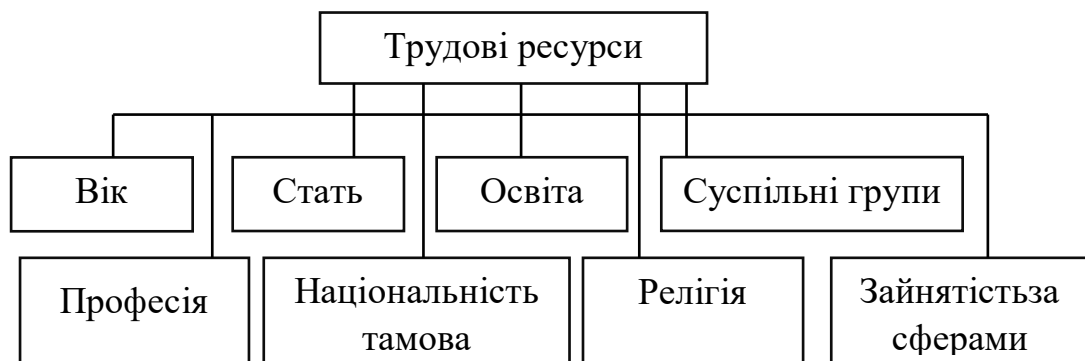 Трудові ресурси
Вік
Стать
Освіта
Суспільні групи
Професія
Національність
тамова
Релігія
Зайнятістьза
сферами